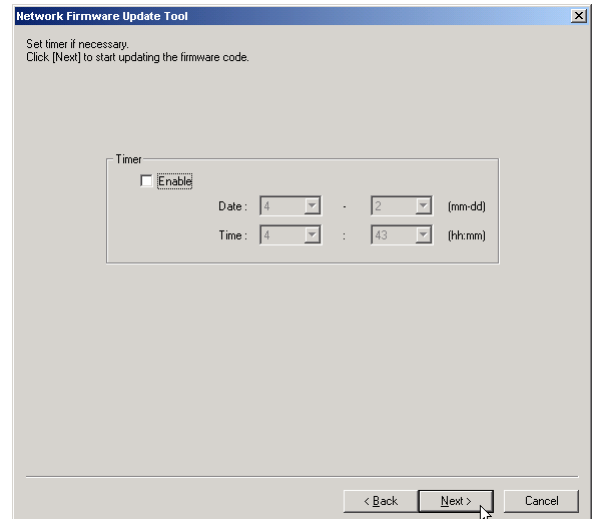 Network Firmware Update Tool
Set timer if necessary.
Click [Next] to start updating the firmware code.
Timer
Enable
Date : 4 - 2 (mm-dd)
Time : 4 : 43 (hh:mm)
< Back Next > Cancel